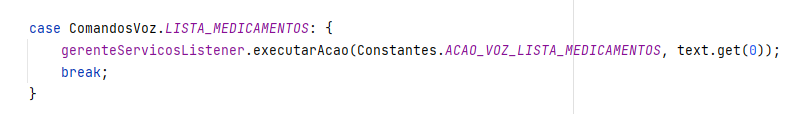 case ComandosVoz.LISTA_MEDICAMENTOS: {
    gerenteServicosListener.executarAcao(Constantes.ACAO_VOZ_LISTA_MEDICAMENTOS, text.get(0));
    break;
}